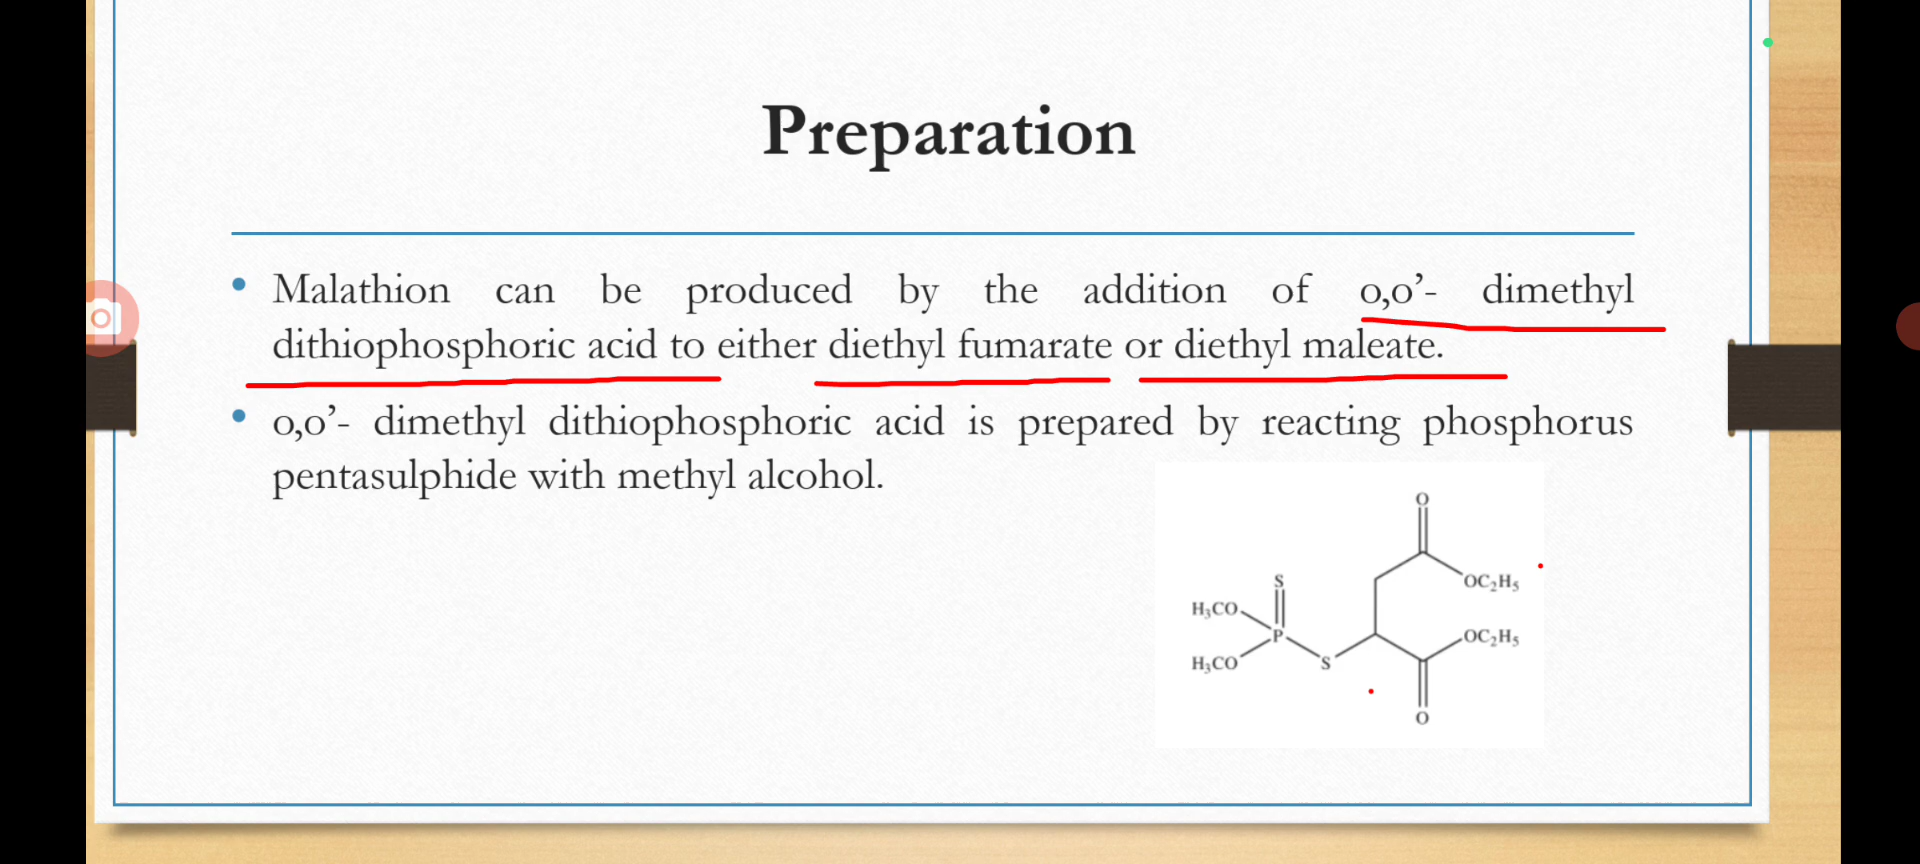 Preparation
• Malathion can be produced by the addition of o,o’- dimethyl
dithiophosphoric acid to either diethyl fumarate or diethyl maleate.
• o,o’- dimethyl dithiophosphoric acid is prepared by reacting phosphorus
pentasulphide with methyl alcohol.
O
S
OC₂H₅
H₃CO
P
OC₂H₅
H₃CO
S
O